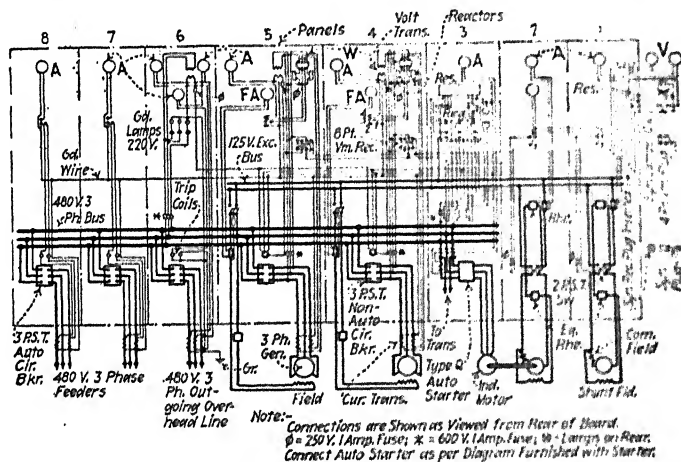 8 7 6 5 4 3 2 1
Panels
Volt
Trans.
Reactors
A A A A W A A A V
FA FA
Res. Res.
Gd.
Lamps
220 V.
125 V. Exc.
Bus
6 Pt.
Vm. Rec.
Gd.
Wire
Trip
Coils
480 V. 3
Ph. Bus
Rhe.
2 P.S.T.
Sw.
3 P.S.T.
Auto
Cir.
Bkr.
3 Ph.
Gen.
3 P.S.T.
Non-
Auto
Cir.
Bkr.
To
Trans
Type Q
Auto
Starter
Eq.
Rhe.
Com.
Field
480 V. 3 Phase
Feeders
480 V. 3
Ph. Out-
going Over-
head Line
Gr.
Field
Cur. Trans.
Ind.
Motor
Shunt Fld.
Note:-
Connections are Shown as Viewed from Rear of Board.
ϕ = 250 V. 1 Amp. Fuse; * = 600 V. 1 Amp. Fuse; W = Lamps on Rear.
Connect Auto Starter as per Diagram Furnished with Starter.